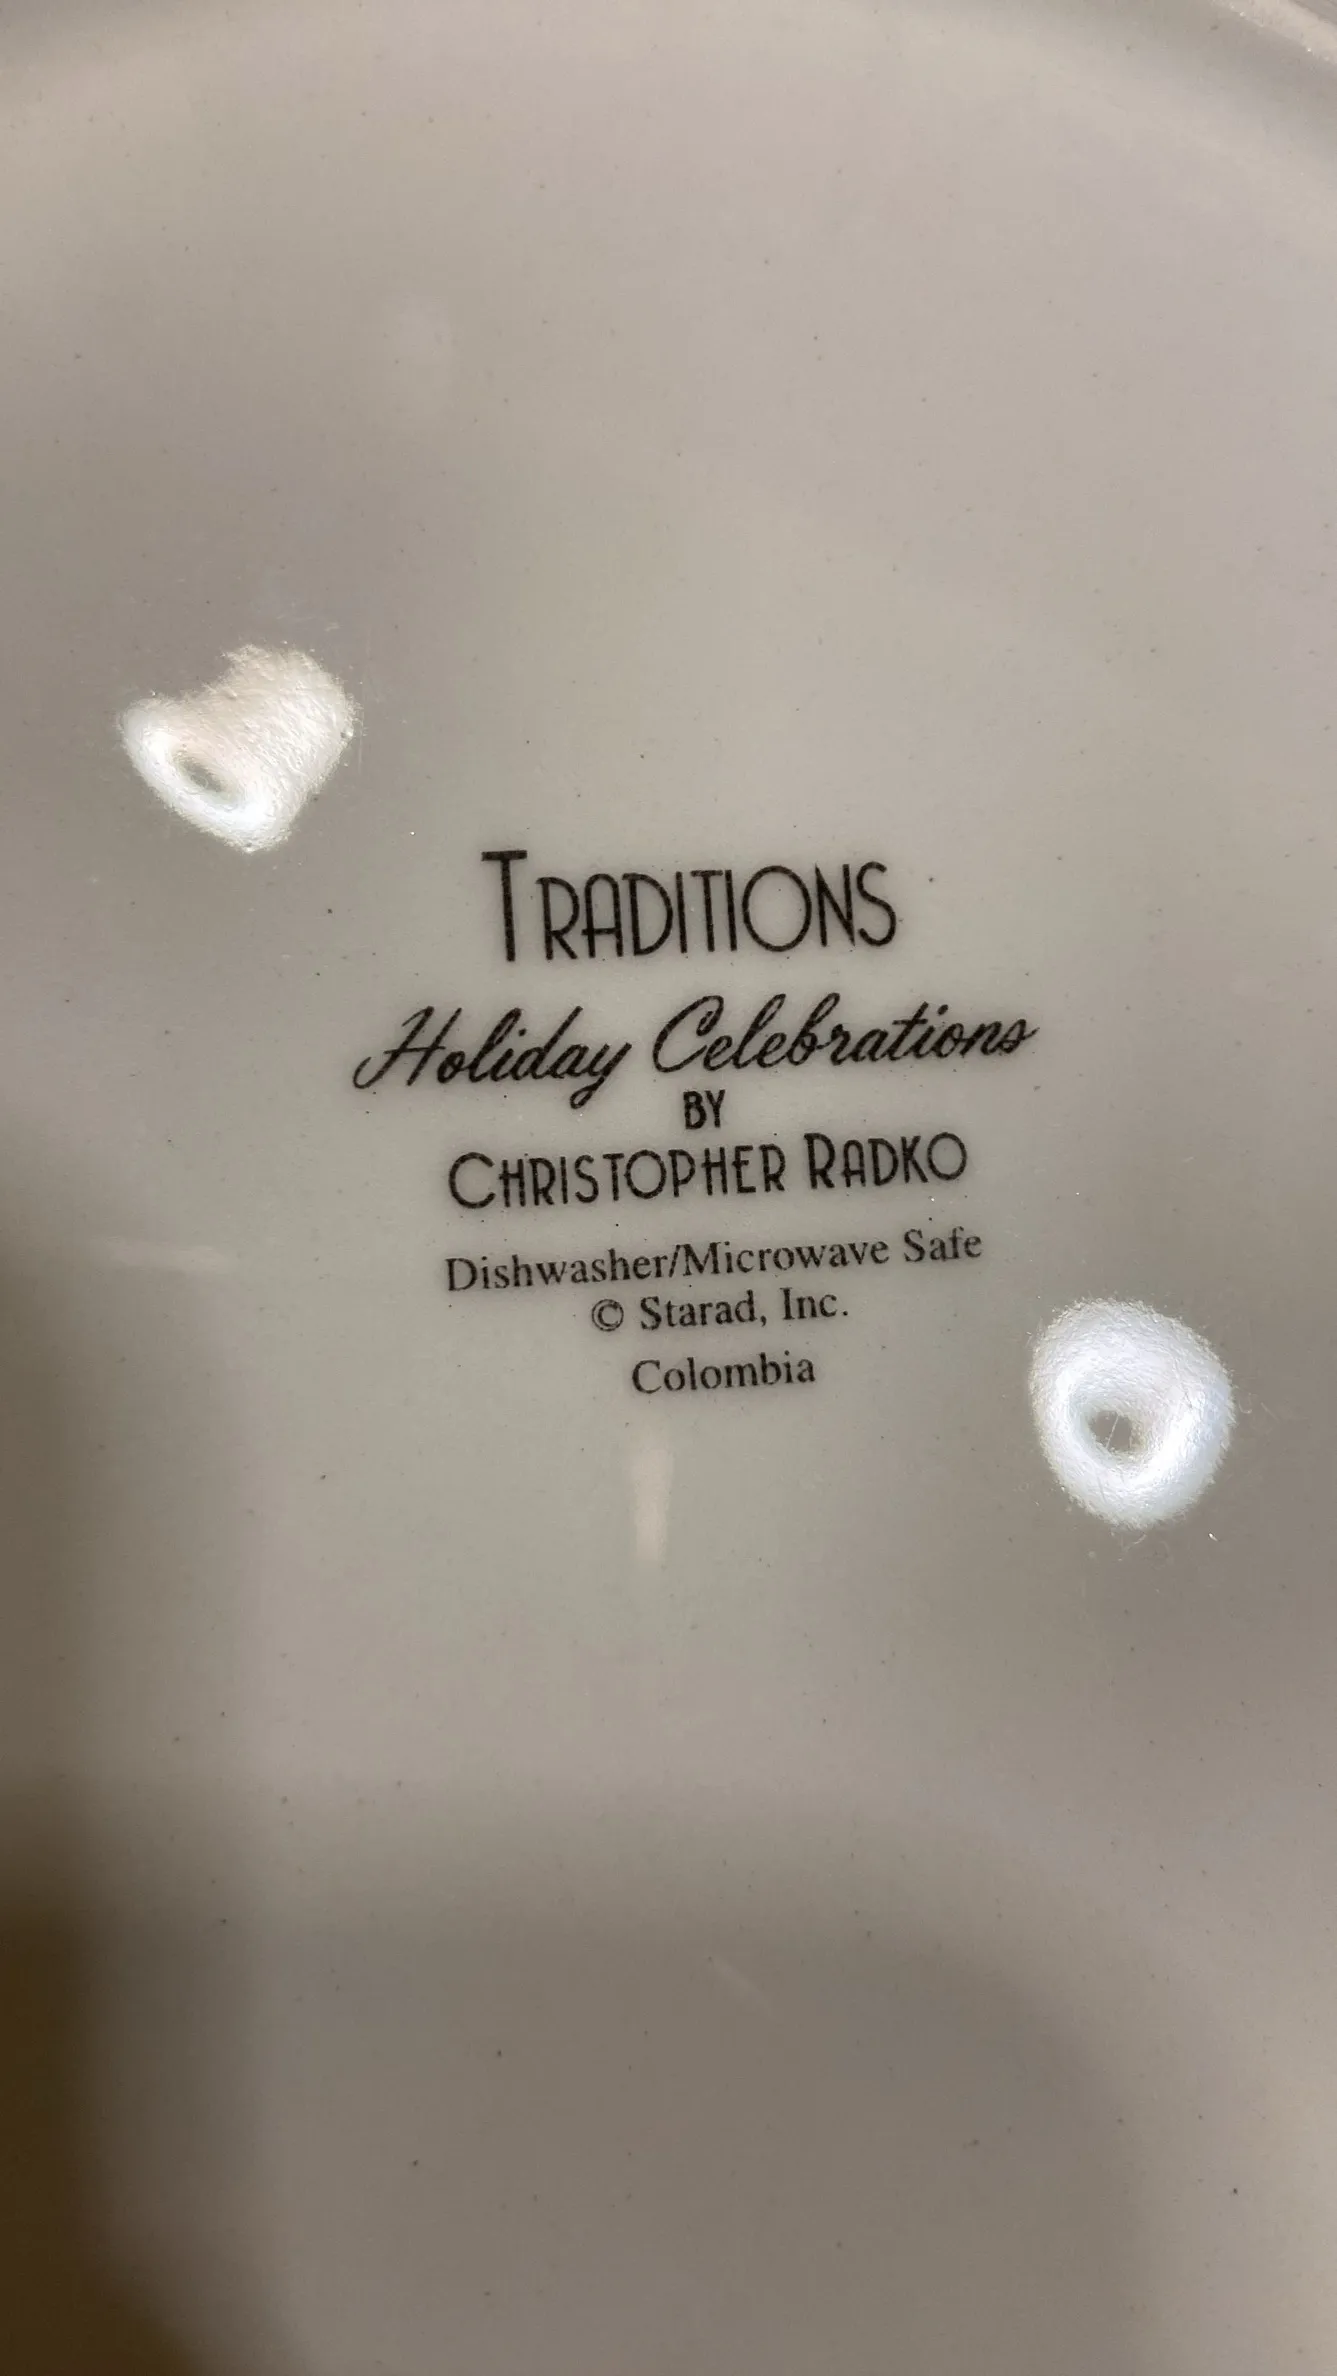 TRADITIONS
Holiday Celebrations
BY
CHRISTOPHER RADKO
Dishwasher/Microwave Safe
© Starad, Inc.
Colombia